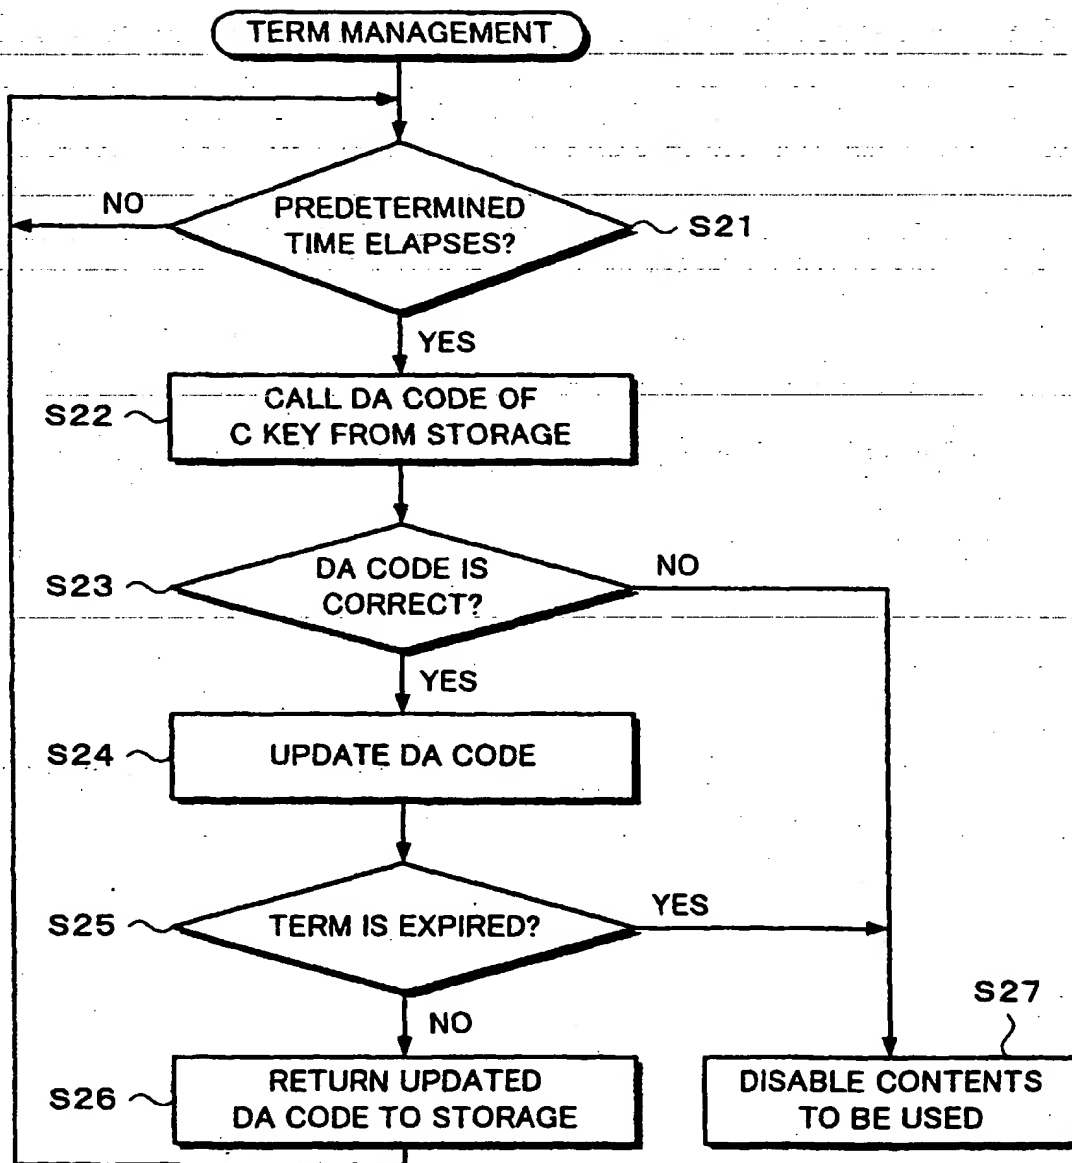 TERM MANAGEMENT
NO
PREDETERMINED
TIME ELAPSES?
S21
YES
S22
CALL DA CODE OF
C KEY FROM STORAGE
S23
DA CODE IS
CORRECT?
NO
YES
S24
UPDATE DA CODE
S25
TERM IS EXPIRED?
YES
NO
S27
S26
RETURN UPDATED
DA CODE TO STORAGE
DISABLE CONTENTS
TO BE USED